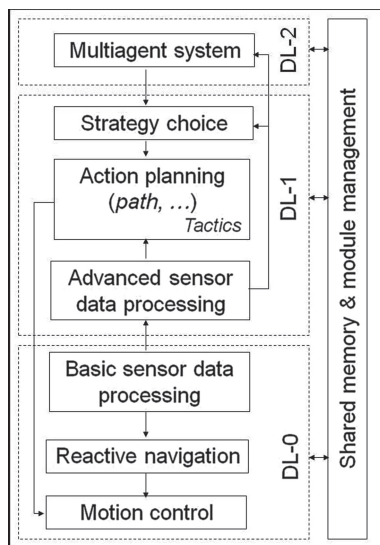 Multiagent system
DL-2
Strategy choice
Action planning
(path, ...)
Tactics
DL-1
Advanced sensor
data processing
Basic sensor data
processing
Reactive navigation
DL-0
Motion control
Shared memory & module management